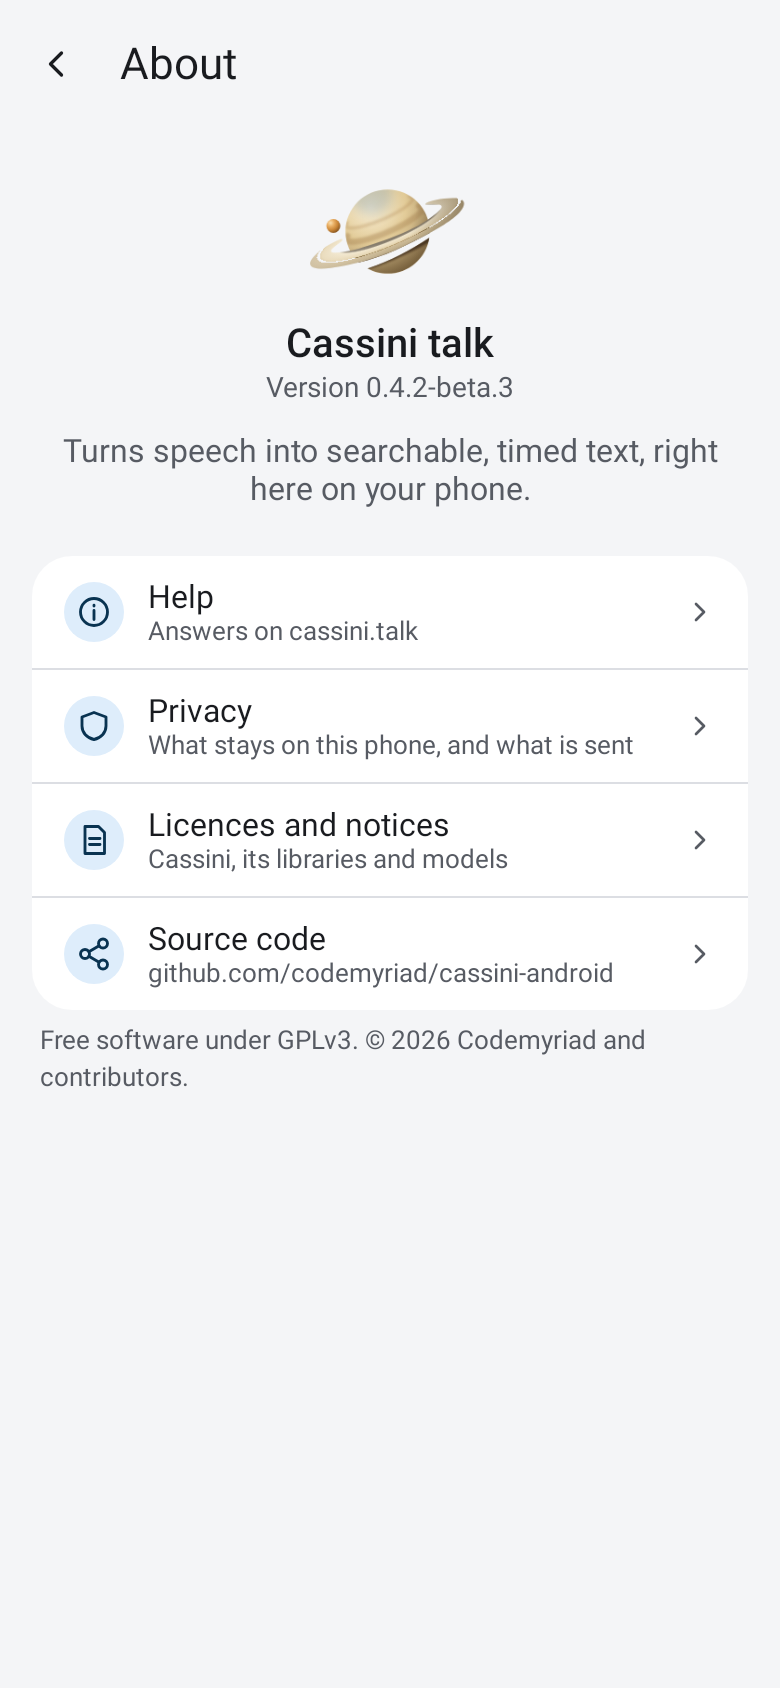 About
Cassini talk
Version 0.4.2-beta.3
Turns speech into searchable, timed text, right
here on your phone.
Help
Answers on cassini.talk
Privacy
What stays on this phone, and what is sent
Licences and notices
Cassini, its libraries and models
Source code
github.com/codemyriad/cassini-android
Free software under GPLv3. © 2026 Codemyriad and
contributors.